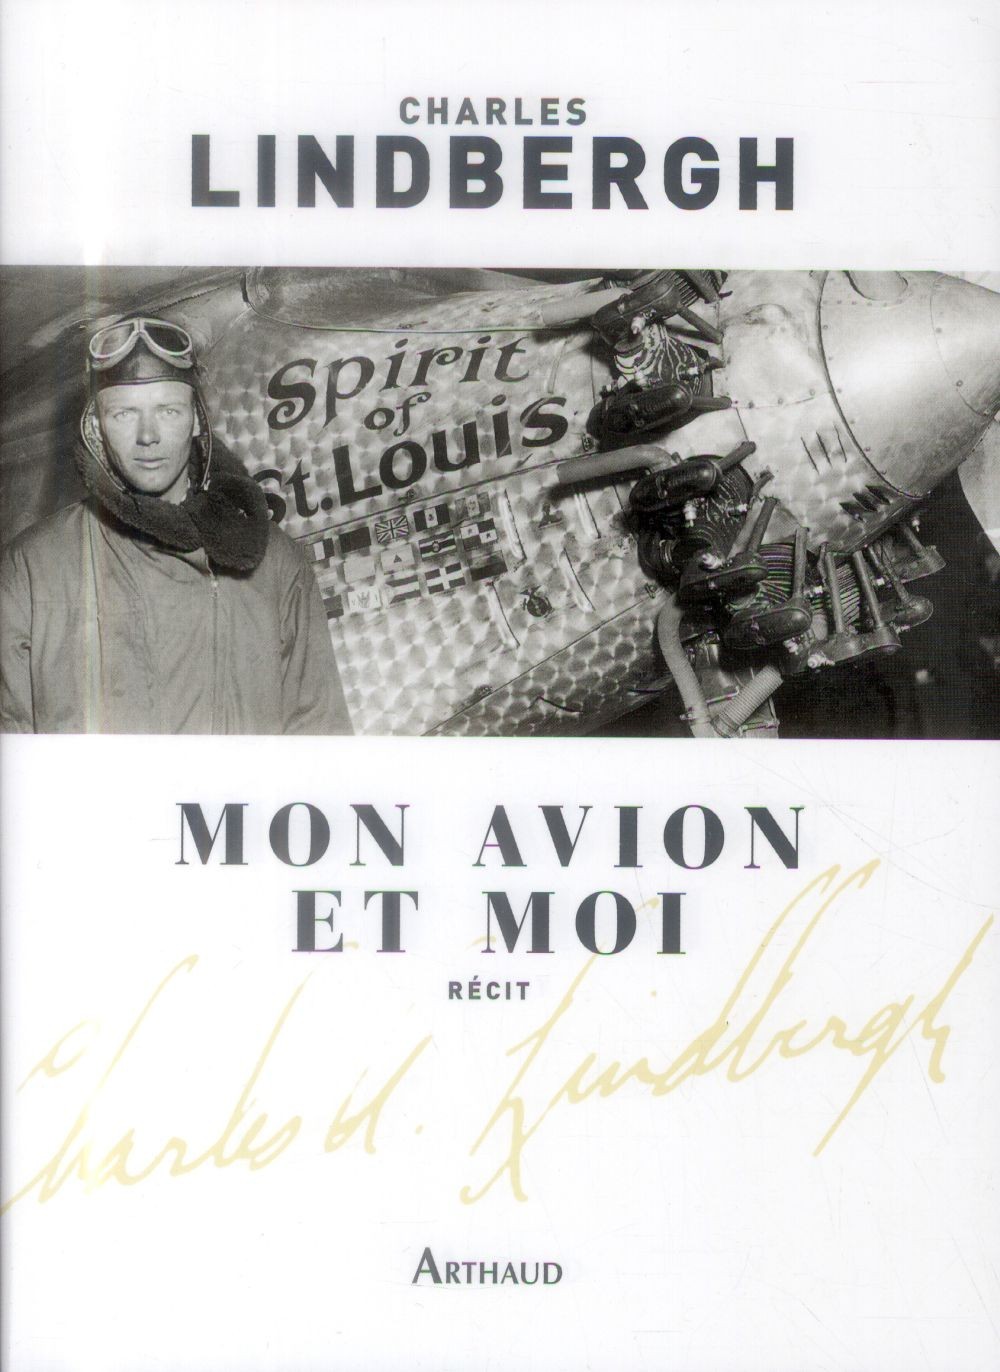 CHARLES
LINDBERGH
Spirit
of
St. Louis
MON AVION
ET MOI
RÉCIT
Charles A. Lindbergh
ARTHAUD